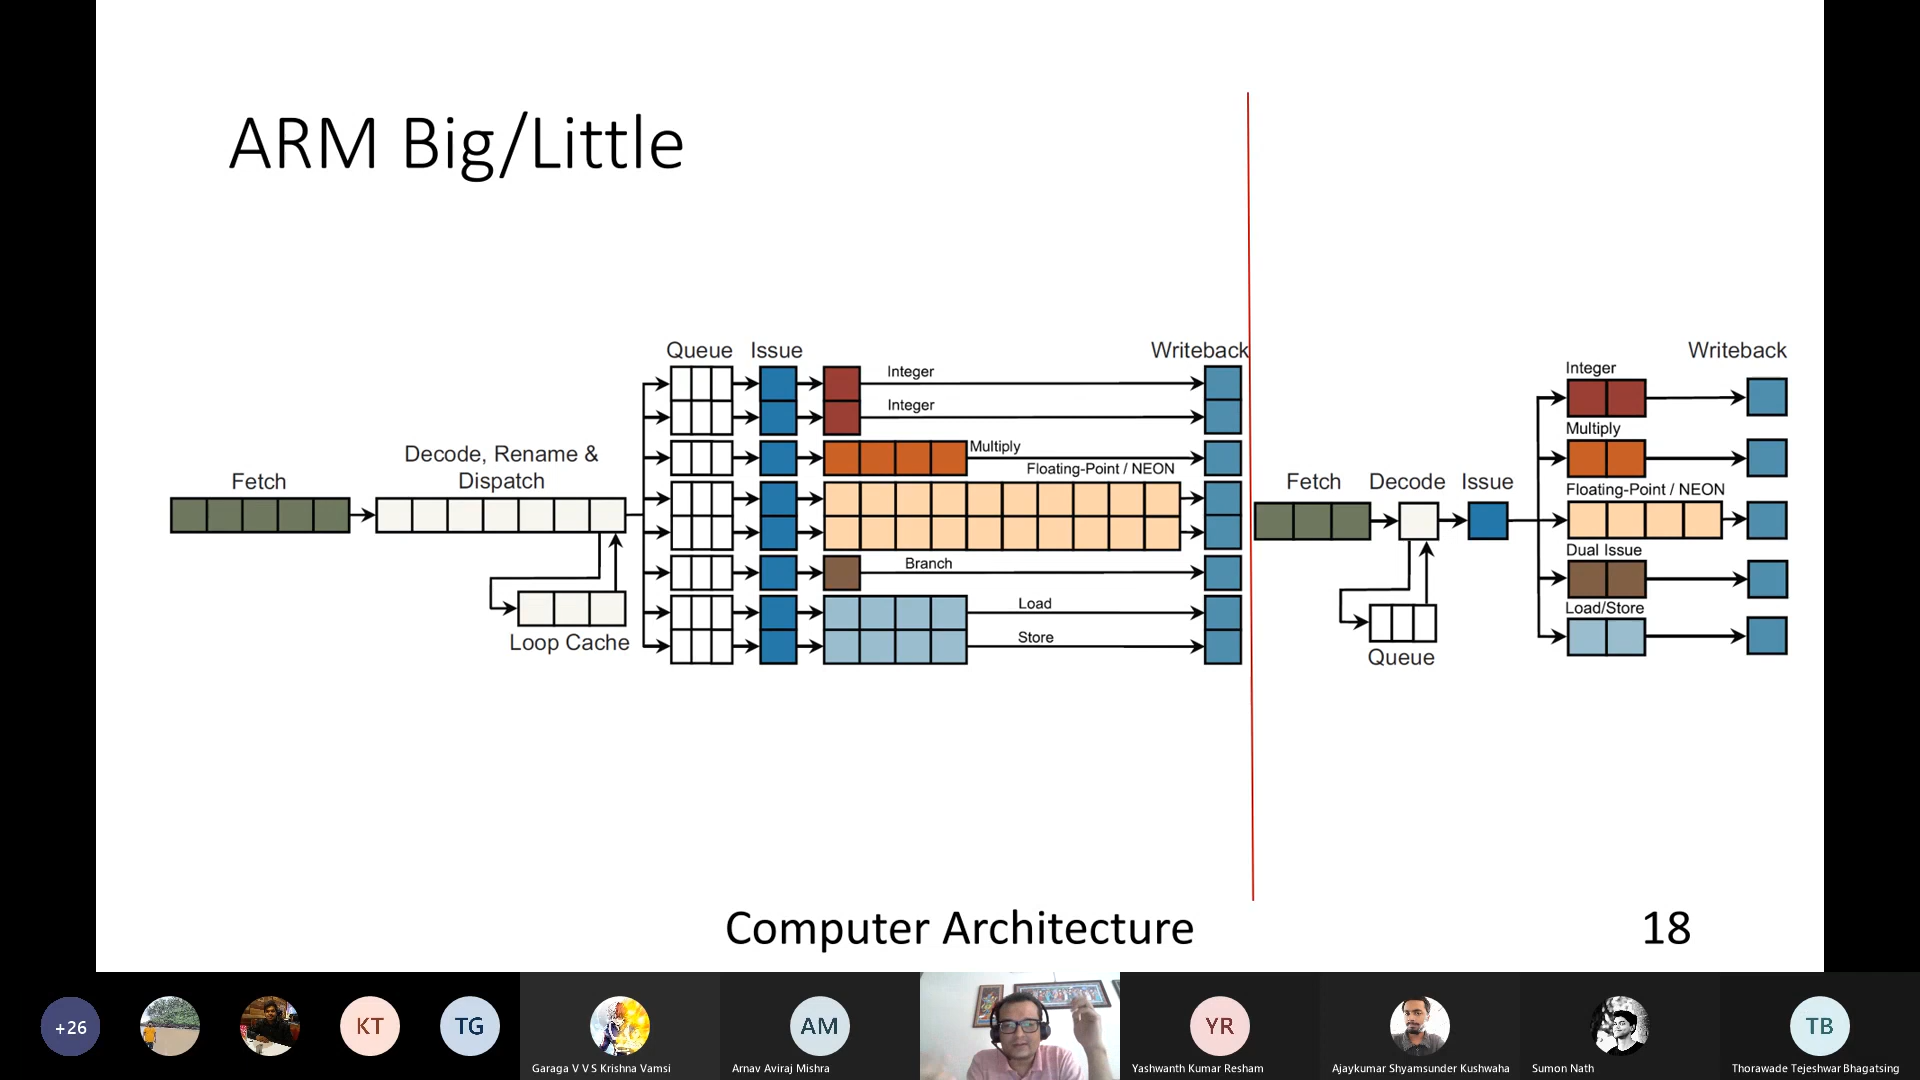 ARM Big/Little
Queue
Issue
Writeback
Integer
Integer
Multiply
Floating-Point / NEON
Decode, Rename &
Dispatch
Fetch
Branch
Load
Store
Loop Cache
Writeback
Integer
Multiply
Fetch
Decode
Issue
Floating-Point / NEON
Dual Issue
Load/Store
Queue
Computer Architecture
18
+26
KT
TG
Garaga V V S Krishna Vamsi
AM
Arnav Aviraj Mishra
YR
Yashwanth Kumar Resham
Ajaykumar Shyamsunder Kushwaha
Sumon Nath
TB
Thorawade Tejeshwar Bhagatsing